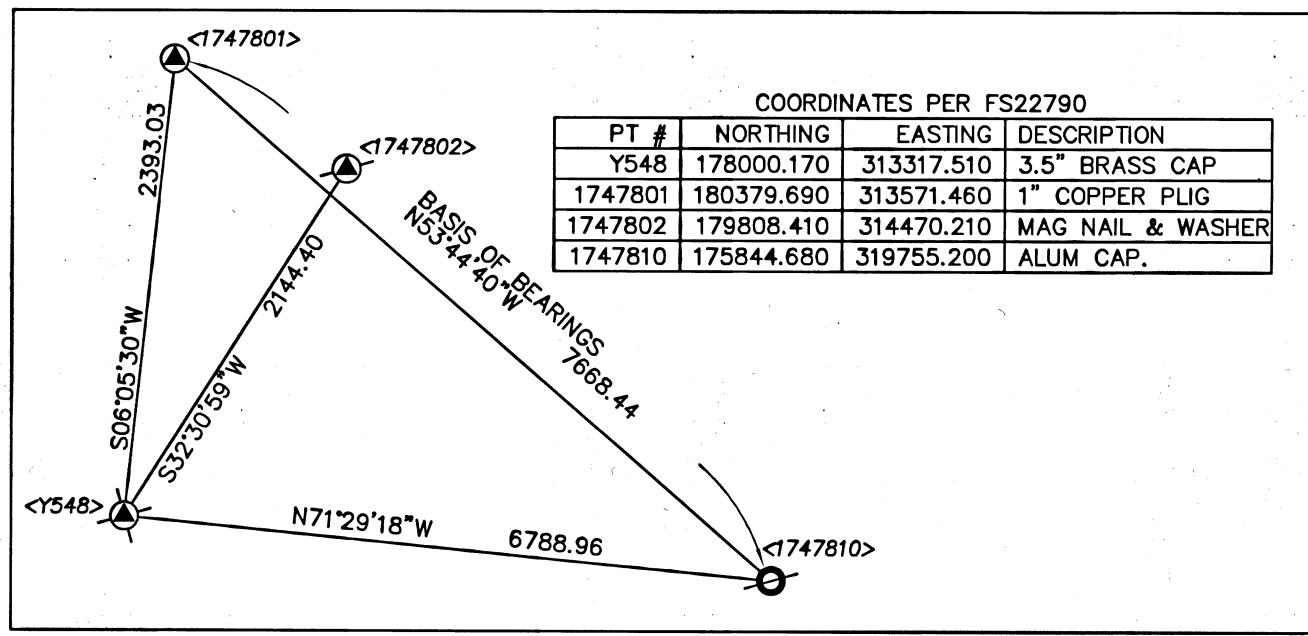 <1747801>
<1747802>
2393.03
2144.40
S06°05'30"W
S32°30'59"W
BASIS OF BEARINGS
N53°44'40"W
7668.44
<Y548>
N71°29'18"W 6788.96
<1747810>
COORDINATES PER FS22790
PT # NORTHING EASTING DESCRIPTION
Y548 178000.170 313317.510 3.5" BRASS CAP
1747801 180379.690 313571.460 1" COPPER PLIG
1747802 179808.410 314470.210 MAG NAIL & WASHER
1747810 175844.680 319755.200 ALUM CAP.